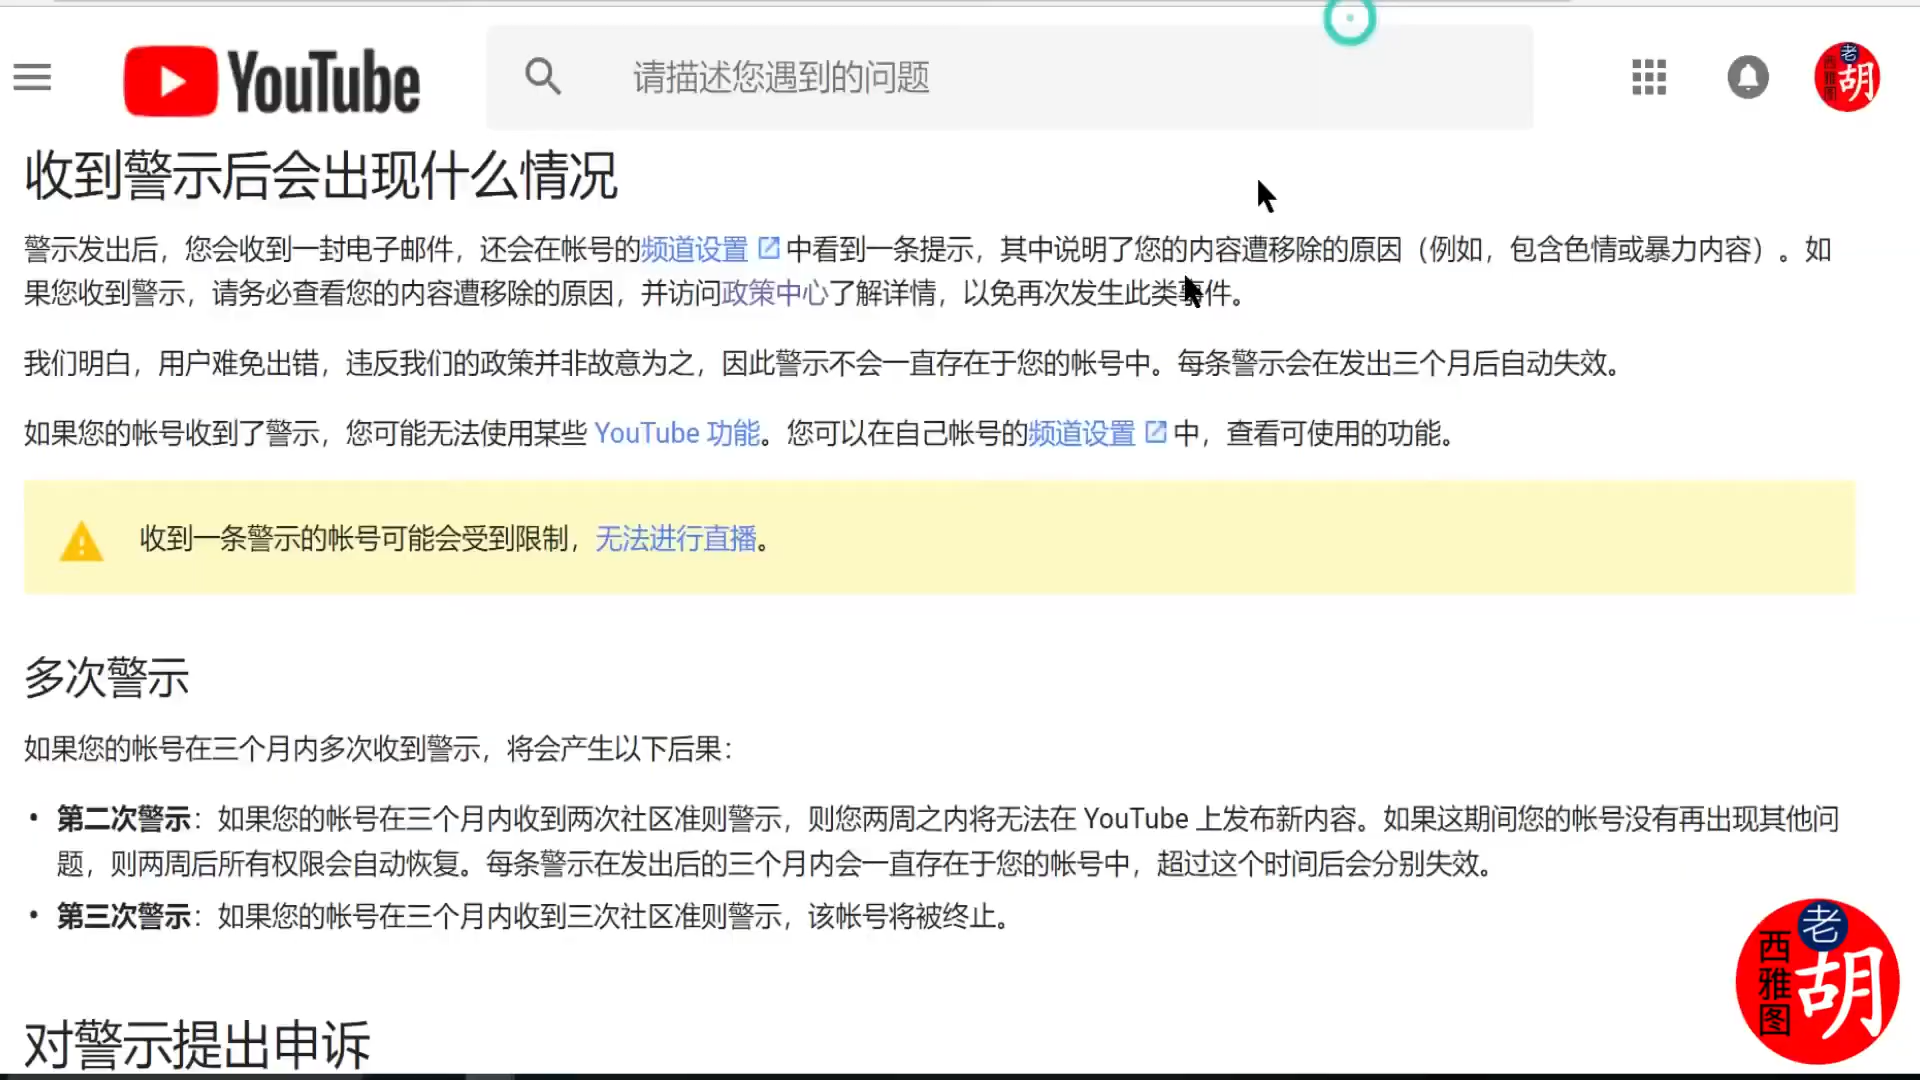 YouTube
请描述您遇到的问题
老
西雅图
胡
收到警示后会出现什么情况
警示发出后，您会收到一封电子邮件，还会在帐号的频道设置中看到一条提示，其中说明了您的内容遭移除的原因（例如，包含色情或暴力内容）。如
果您收到警示，请务必查看您的内容遭移除的原因，并访问政策中心了解详情，以免再次发生此类事件。
我们明白，用户难免出错，违反我们的政策并非故意为之，因此警示不会一直存在于您的帐号中。每条警示会在发出三个月后自动失效。
如果您的帐号收到了警示，您可能无法使用某些 YouTube 功能。您可以在自己帐号的频道设置中，查看可使用的功能。
收到一条警示的帐号可能会受到限制，无法进行直播。
多次警示
如果您的帐号在三个月内多次收到警示，将会产生以下后果：
• 第二次警示：如果您的帐号在三个月内收到两次社区准则警示，则您两周之内将无法在 YouTube 上发布新内容。如果这期间您的帐号没有再出现其他问
题，则两周后所有权限会自动恢复。每条警示在发出后的三个月内会一直存在于您的帐号中，超过这个时间后会分别失效。
• 第三次警示：如果您的帐号在三个月内收到三次社区准则警示，该帐号将被终止。
对警示提出申诉
老
西雅图
胡